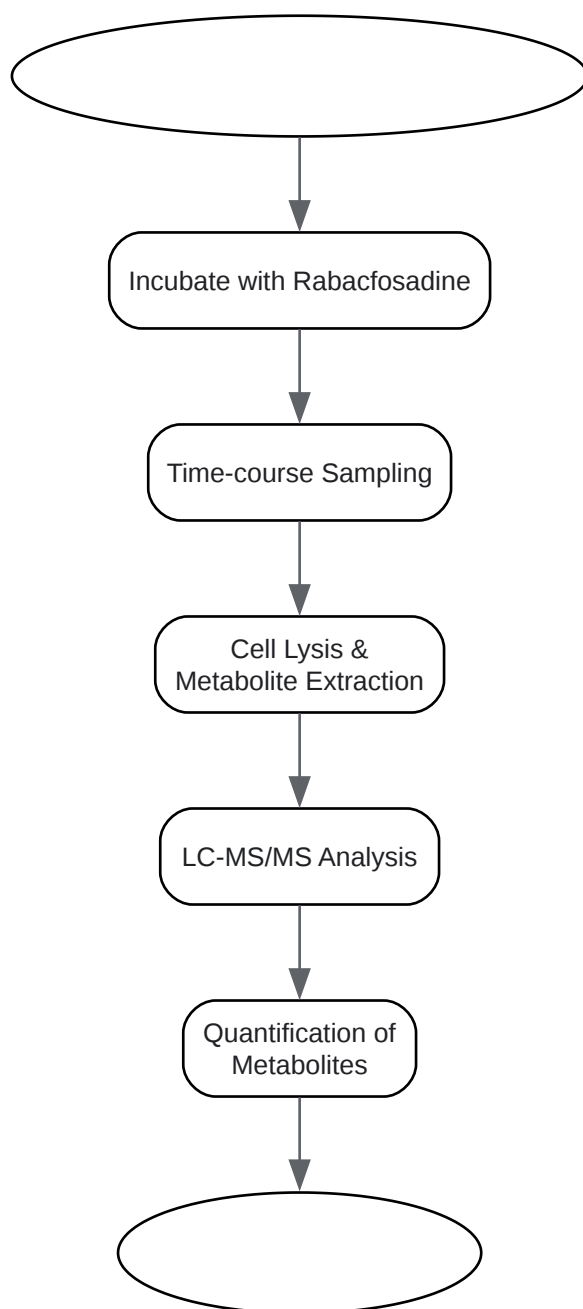 Incubate with Rabacfosadine
Time-course Sampling
Cell Lysis &
Metabolite Extraction
LC-MS/MS Analysis
Quantification of
Metabolites